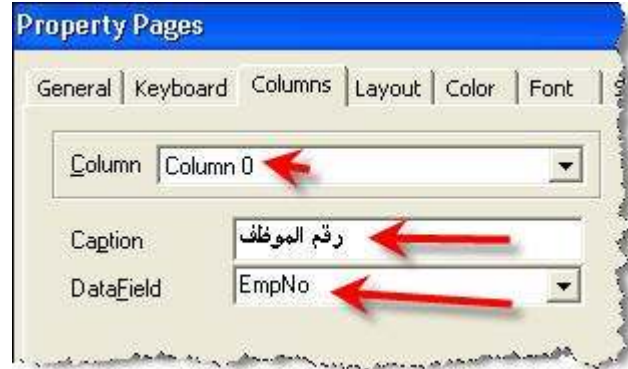 Property Pages
General Keyboard Columns Layout Color Font
Column Column 0
Caption رقم الموظف
DataField EmpNo